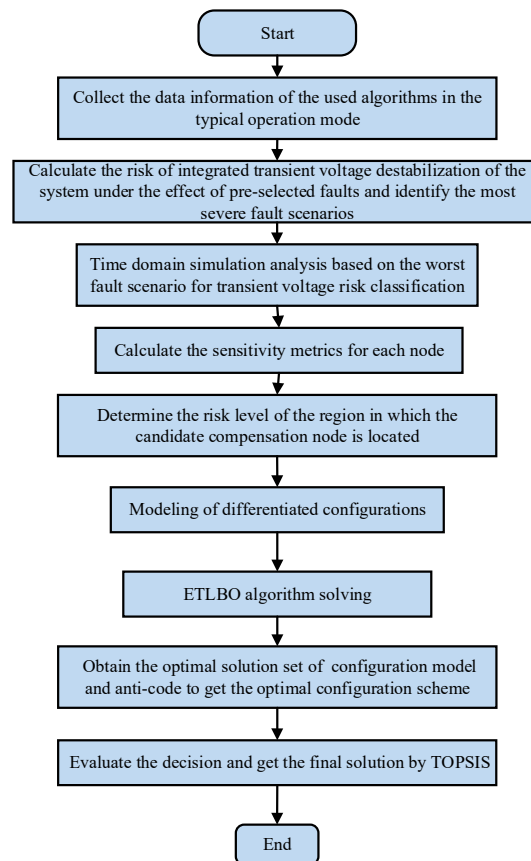 Start
Collect the data information of the used algorithms in the
typical operation mode
Calculate the risk of integrated transient voltage destabilization of the
system under the effect of pre-selected faults and identify the most
severe fault scenarios
Time domain simulation analysis based on the worst
fault scenario for transient voltage risk classification
Calculate the sensitivity metrics for each node
Determine the risk level of the region in which the
candidate compensation node is located
Modeling of differentiated configurations
ETLBO algorithm solving
Obtain the optimal solution set of configuration model
and anti-code to get the optimal configuration scheme
Evaluate the decision and get the final solution by TOPSIS
End